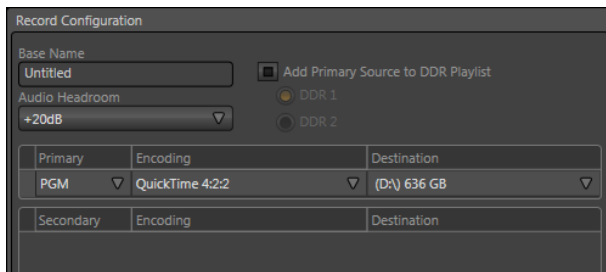 Record Configuration
Base Name
Untitled
Add Primary Source to DDR Playlist
Audio Headroom
DDR 1
+20dB
DDR 2
Primary Encoding Destination
PGM QuickTime 4:2:2 (D:\) 636 GB
Secondary Encoding Destination